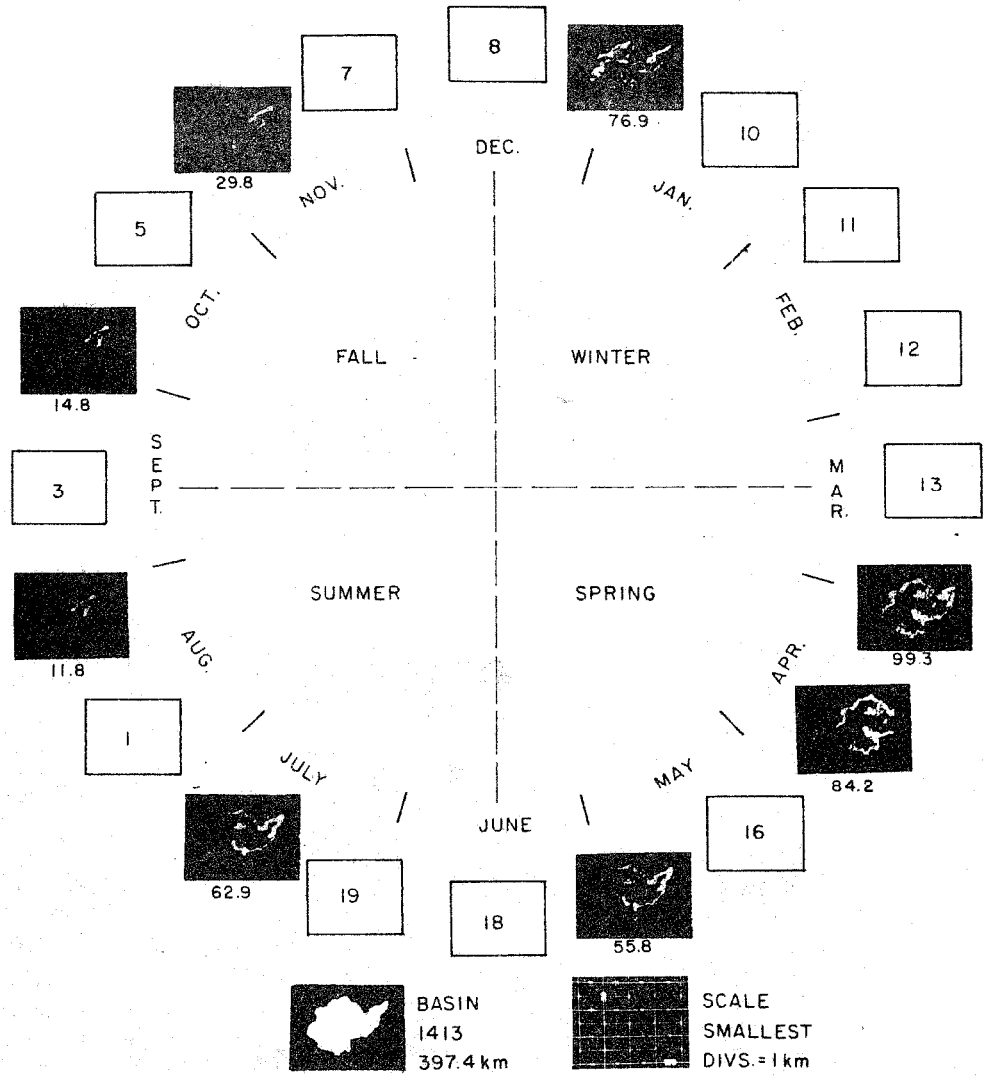 8
7
76.9
10
DEC.
29.8
NOV.
JAN.
5
11
OCT.
FEB.
FALL
WINTER
12
14.8
SEPT.
3
MAR.
13
SUMMER
SPRING
11.8
AUG.
APR.
99.3
1
JULY
MAY
84.2
JUNE
16
62.9
19
18
55.8
BASIN
1413
397.4 km
SCALE
SMALLEST
DIVS. = 1 km